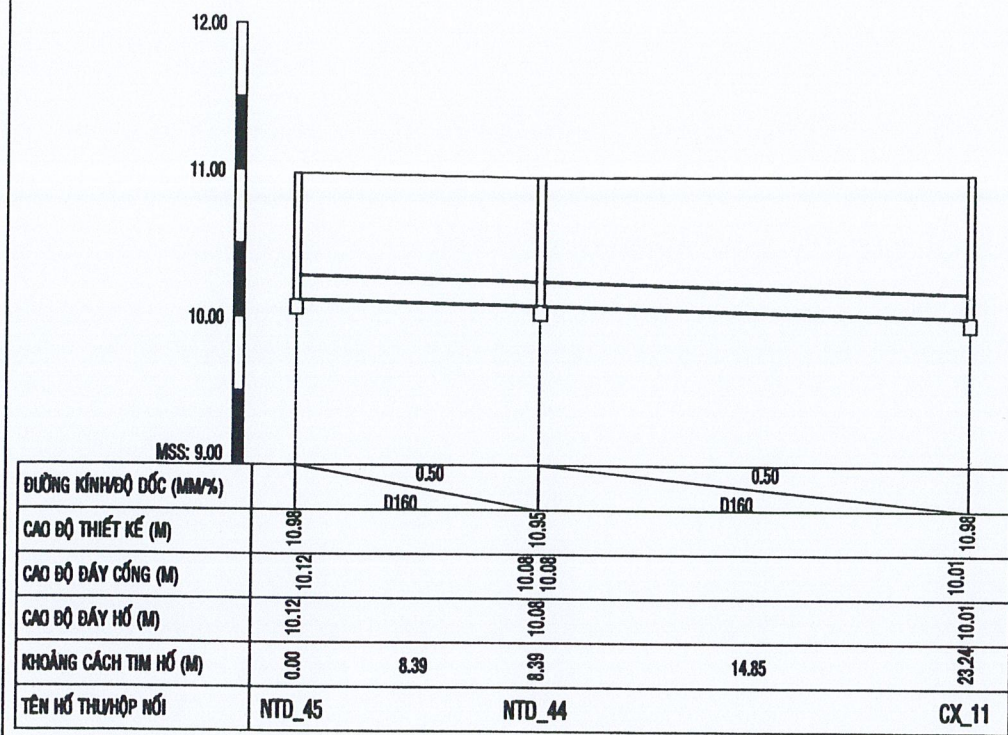 12.00
11.00
10.00
MSS: 9.00
ĐƯỜNG KÍNH/ĐỘ DỐC (MM/%)
0.50
0.50
D160
D160
CAO ĐỘ THIẾT KẾ (M)
10.98
10.95
10.98
CAO ĐỘ ĐÁY CỐNG (M)
10.12
10.08
10.08
10.01
CAO ĐỘ ĐÁY HỐ (M)
10.12
10.08
10.01
KHOẢNG CÁCH TIM HỐ (M)
0.00
8.39
8.39
14.85
23.24
TÊN HỐ THU/HỘP NỐI
NTD_45
NTD_44
CX_11